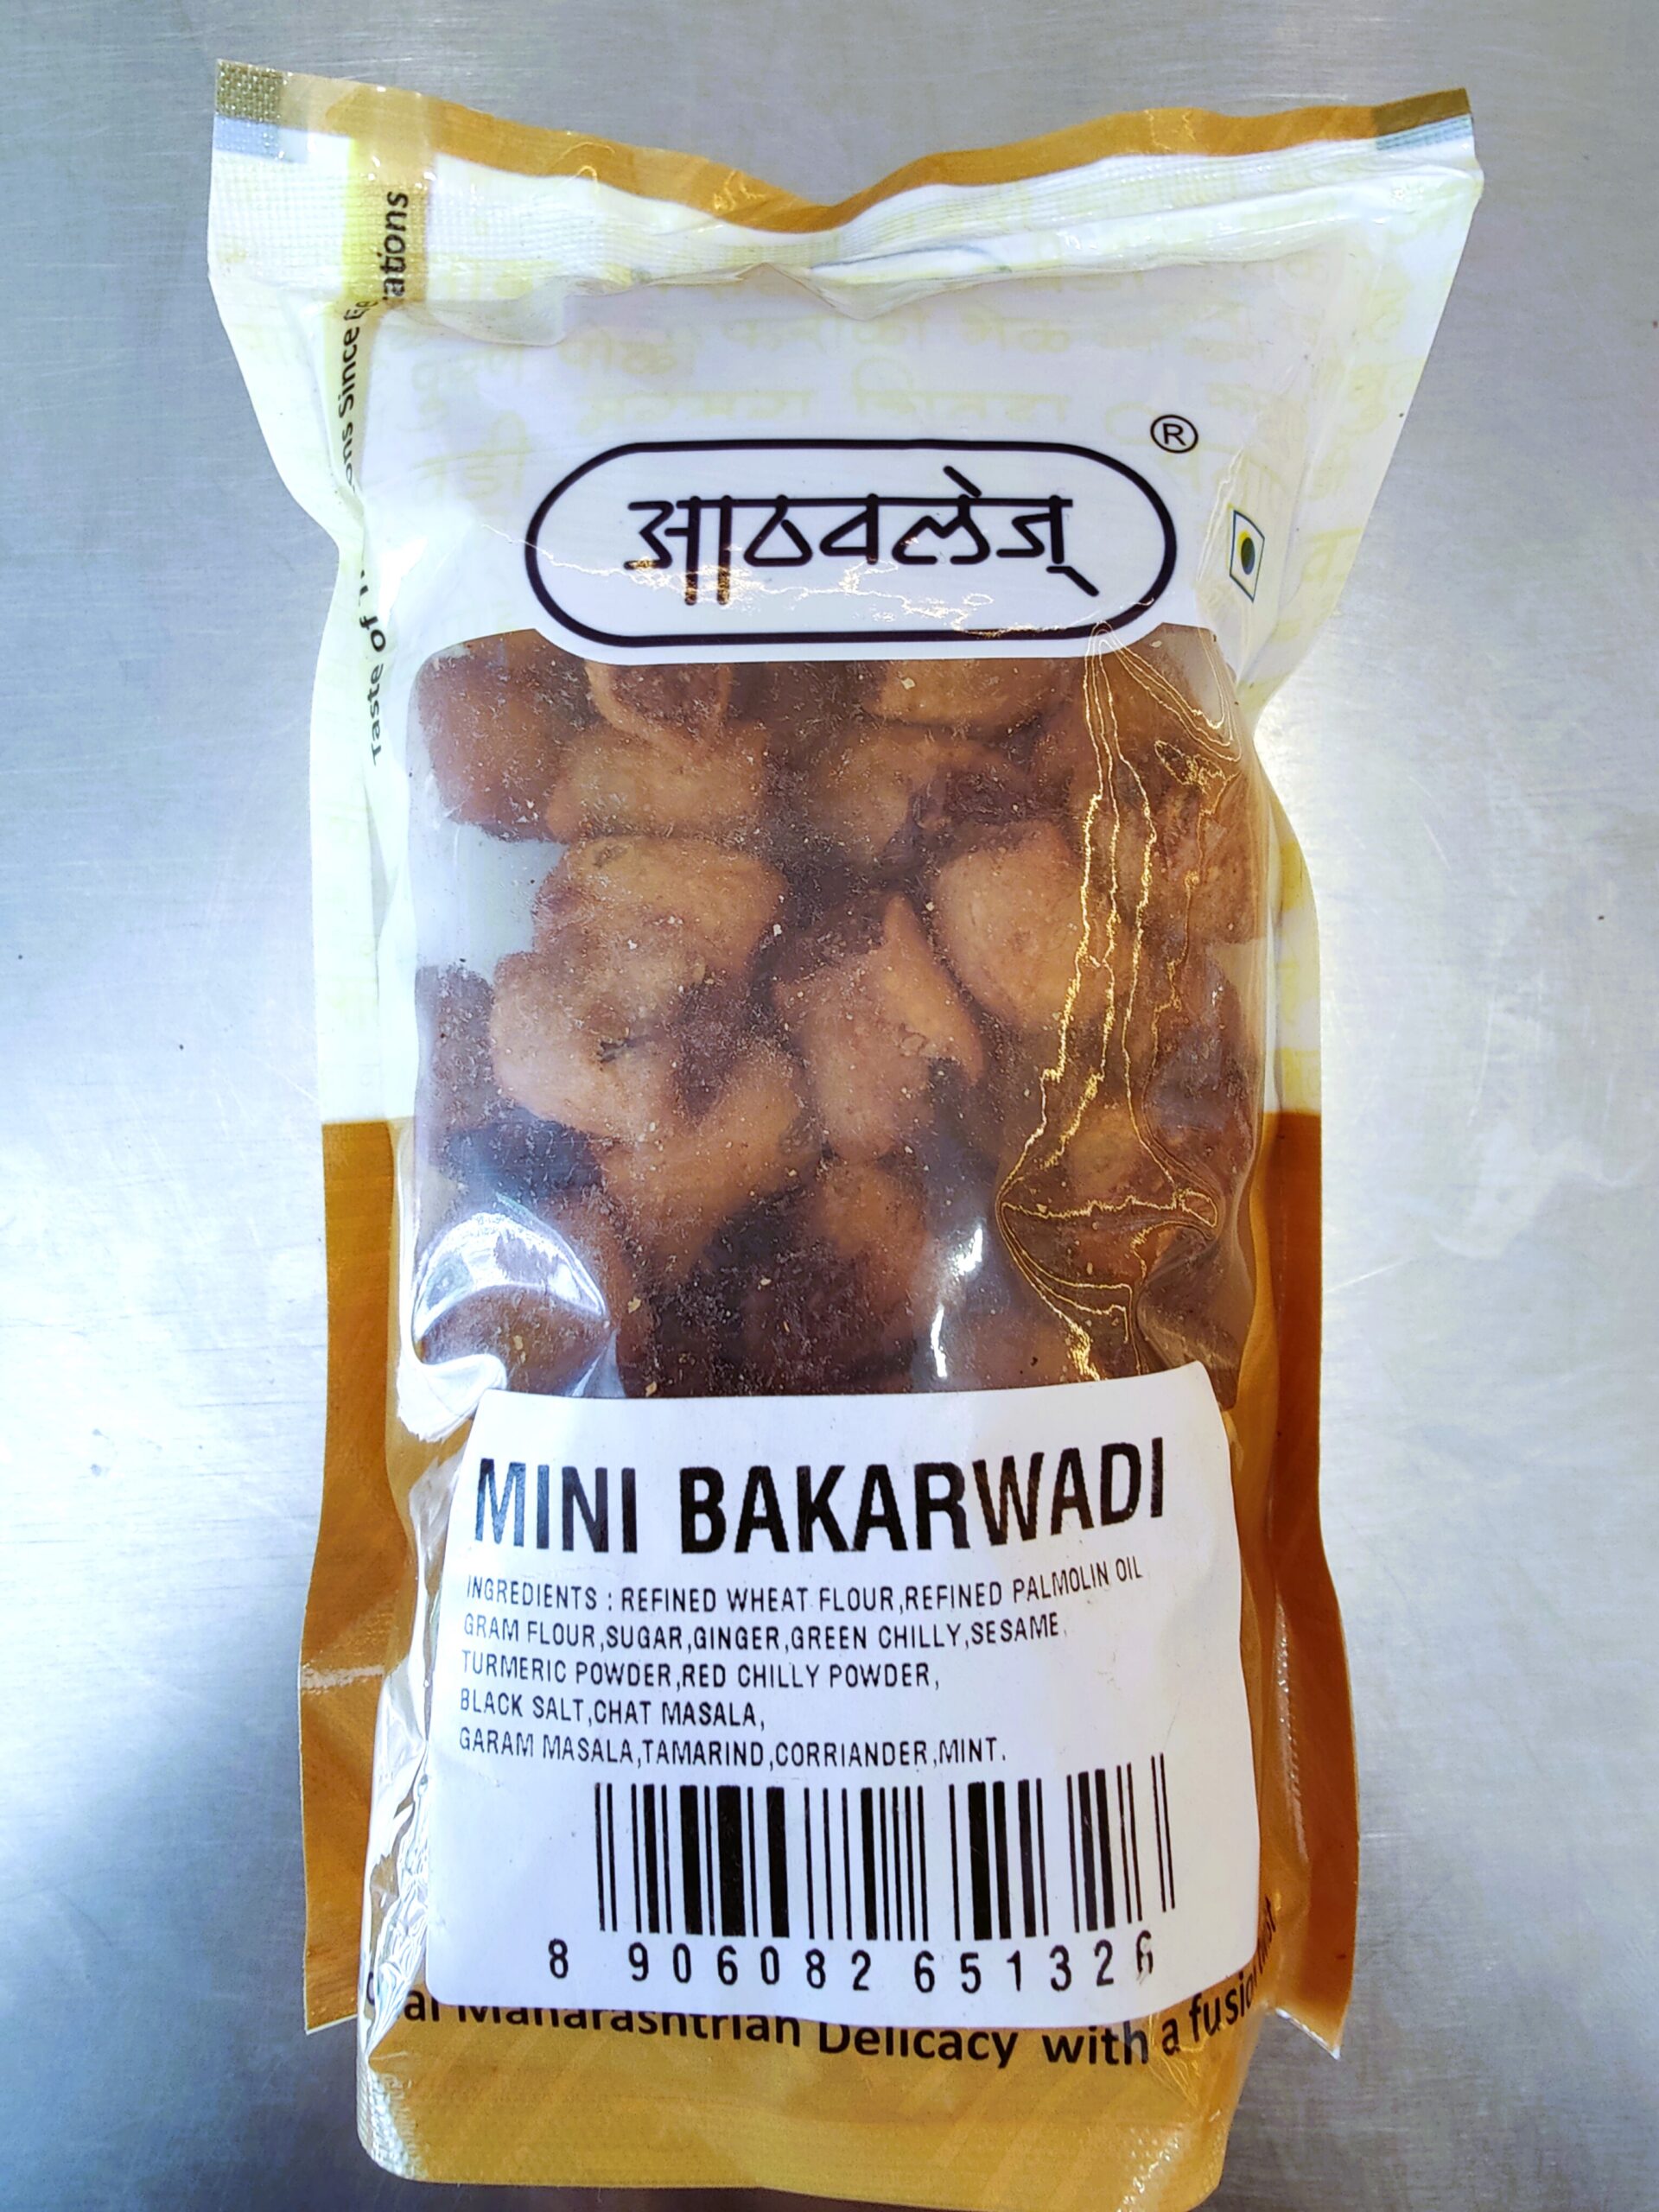 ations
ons Since
Taste of
आठवलेज्
®
MINI BAKARWADI
INGREDIENTS : REFINED WHEAT FLOUR,REFINED PALMOLIN OIL
GRAM FLOUR,SUGAR,GINGER,GREEN CHILLY,SESAME
TURMERIC POWDER,RED CHILLY POWDER,
BLACK SALT,CHAT MASALA,
GARAM MASALA,TAMARIND,CORRIANDER,MINT.
8 906082 651326
Maharashtrian Delicacy with a fusion